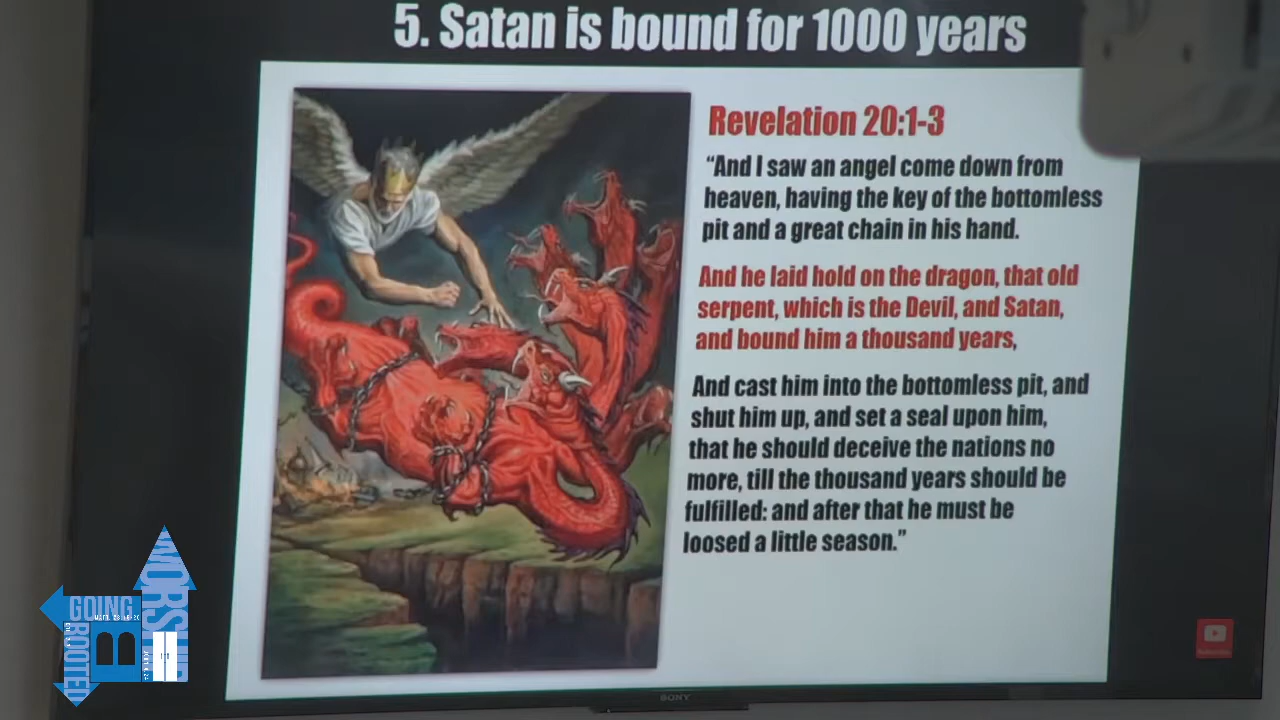 5. Satan is bound for 1000 years
Revelation 20:1-3
“And I saw an angel come down from
heaven, having the key of the bottomless
pit and a great chain in his hand.
And he laid hold on the dragon, that old
serpent, which is the Devil, and Satan,
and bound him a thousand years,
And cast him into the bottomless pit, and
shut him up, and set a seal upon him,
that he should deceive the nations no
more, till the thousand years should be
fulfilled: and after that he must be
loosed a little season.”
WORSHIP
GOING
ROOTED
SONY